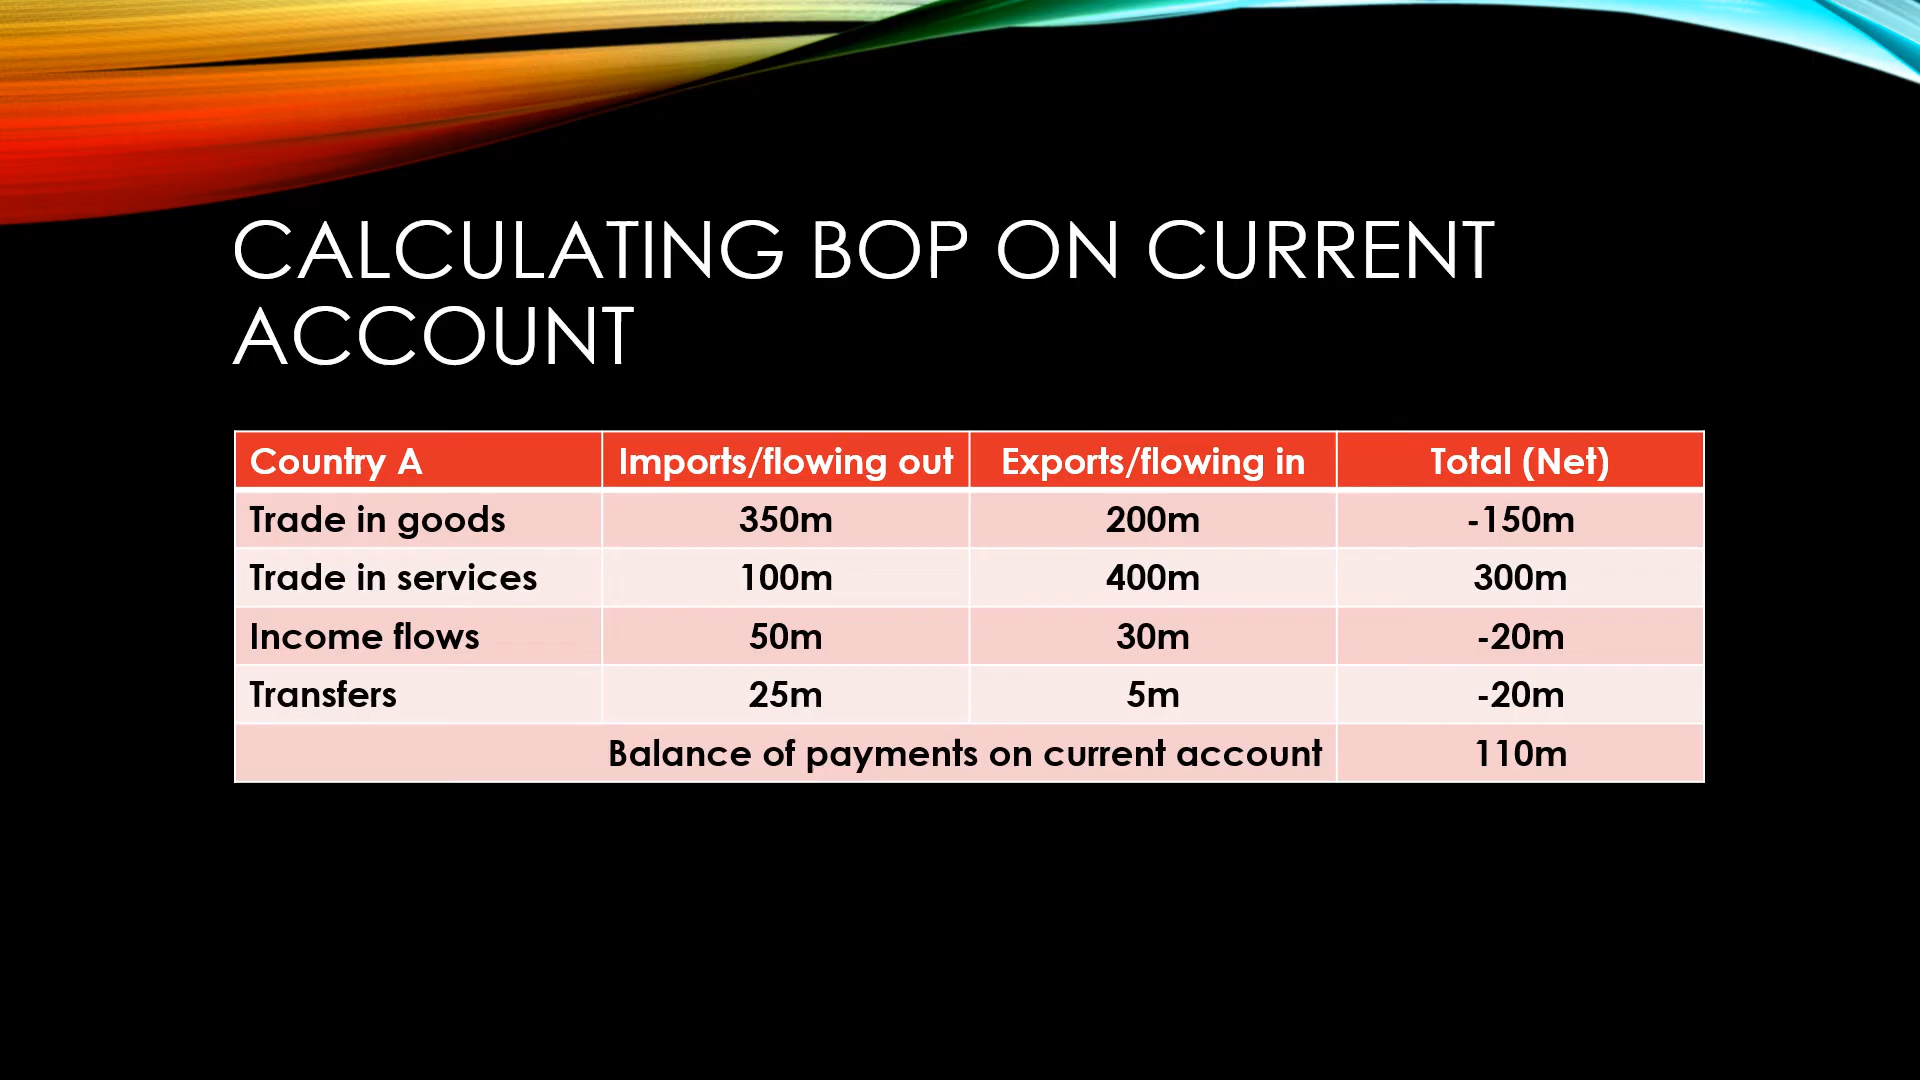 CALCULATING BOP ON CURRENT
ACCOUNT
Country A Imports/flowing out Exports/flowing in Total (Net)
Trade in goods 350m 200m -150m
Trade in services 100m 400m 300m
Income flows 50m 30m -20m
Transfers 25m 5m -20m
Balance of payments on current account 110m